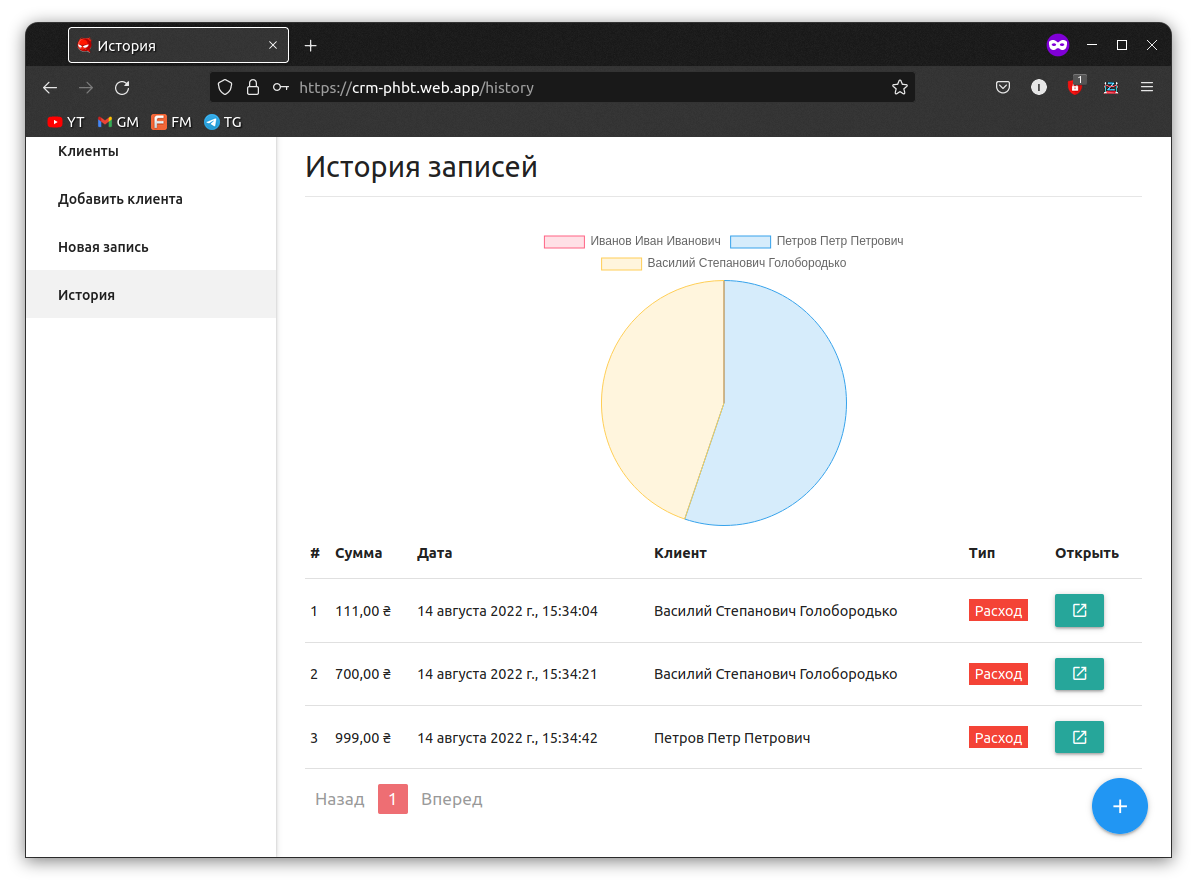 История
https://crm-phbt.web.app/history
1
YT GM FM TG
Клиенты
Добавить клиента
Новая запись
История
История записей
Иванов Иван Иванович Петров Петр Петрович
Василий Степанович Голобородько
# Сумма Дата Клиент Тип Открыть
1 111,00 ₴ 14 августа 2022 г., 15:34:04 Василий Степанович Голобородько Расход
2 700,00 ₴ 14 августа 2022 г., 15:34:21 Василий Степанович Голобородько Расход
3 999,00 ₴ 14 августа 2022 г., 15:34:42 Петров Петр Петрович Расход
Назад 1 Вперед